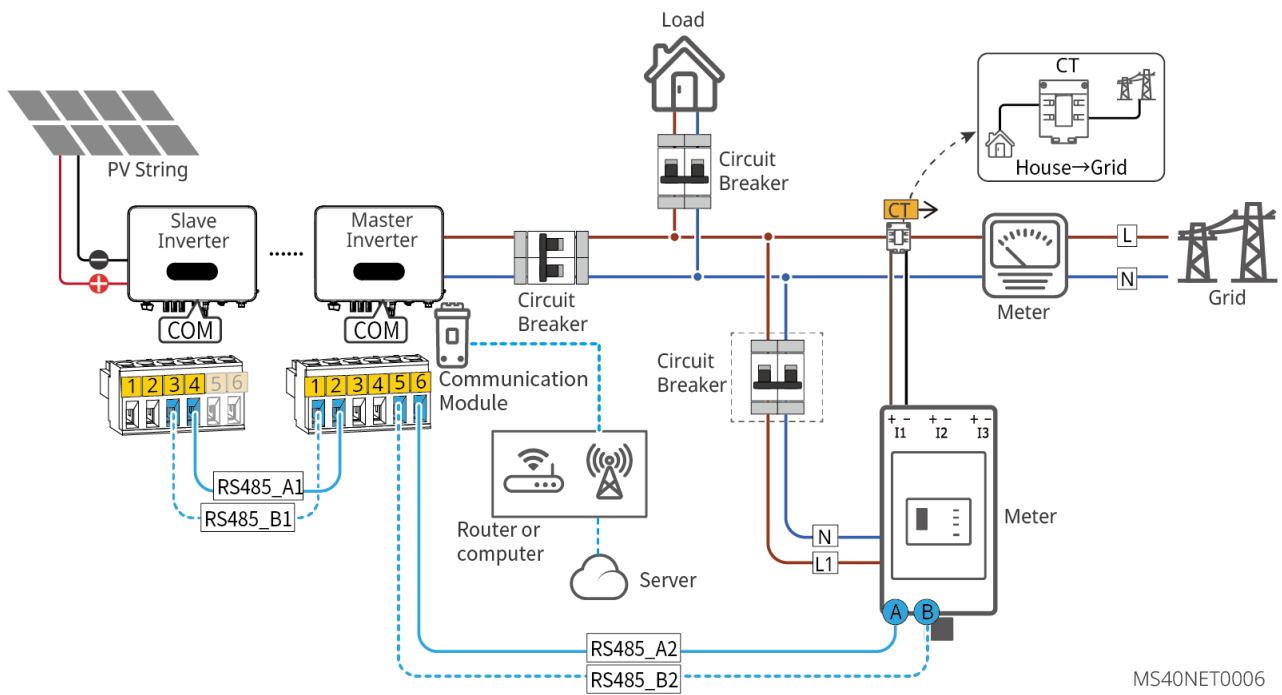 Load
CT
House→Grid
PV String
Circuit
Breaker
CT
Slave
Inverter
Master
Inverter
L
N
Grid
Meter
COM
COM
Circuit
Breaker
Circuit
Breaker
Communication
Module
1 2 3 4 5 6
1 2 3 4 5 6
+ - + - + -
I1 I2 I3
RS485_A1
RS485_B1
Router or
computer
Server
Meter
N
L1
A B
RS485_A2
RS485_B2
MS40NET0006